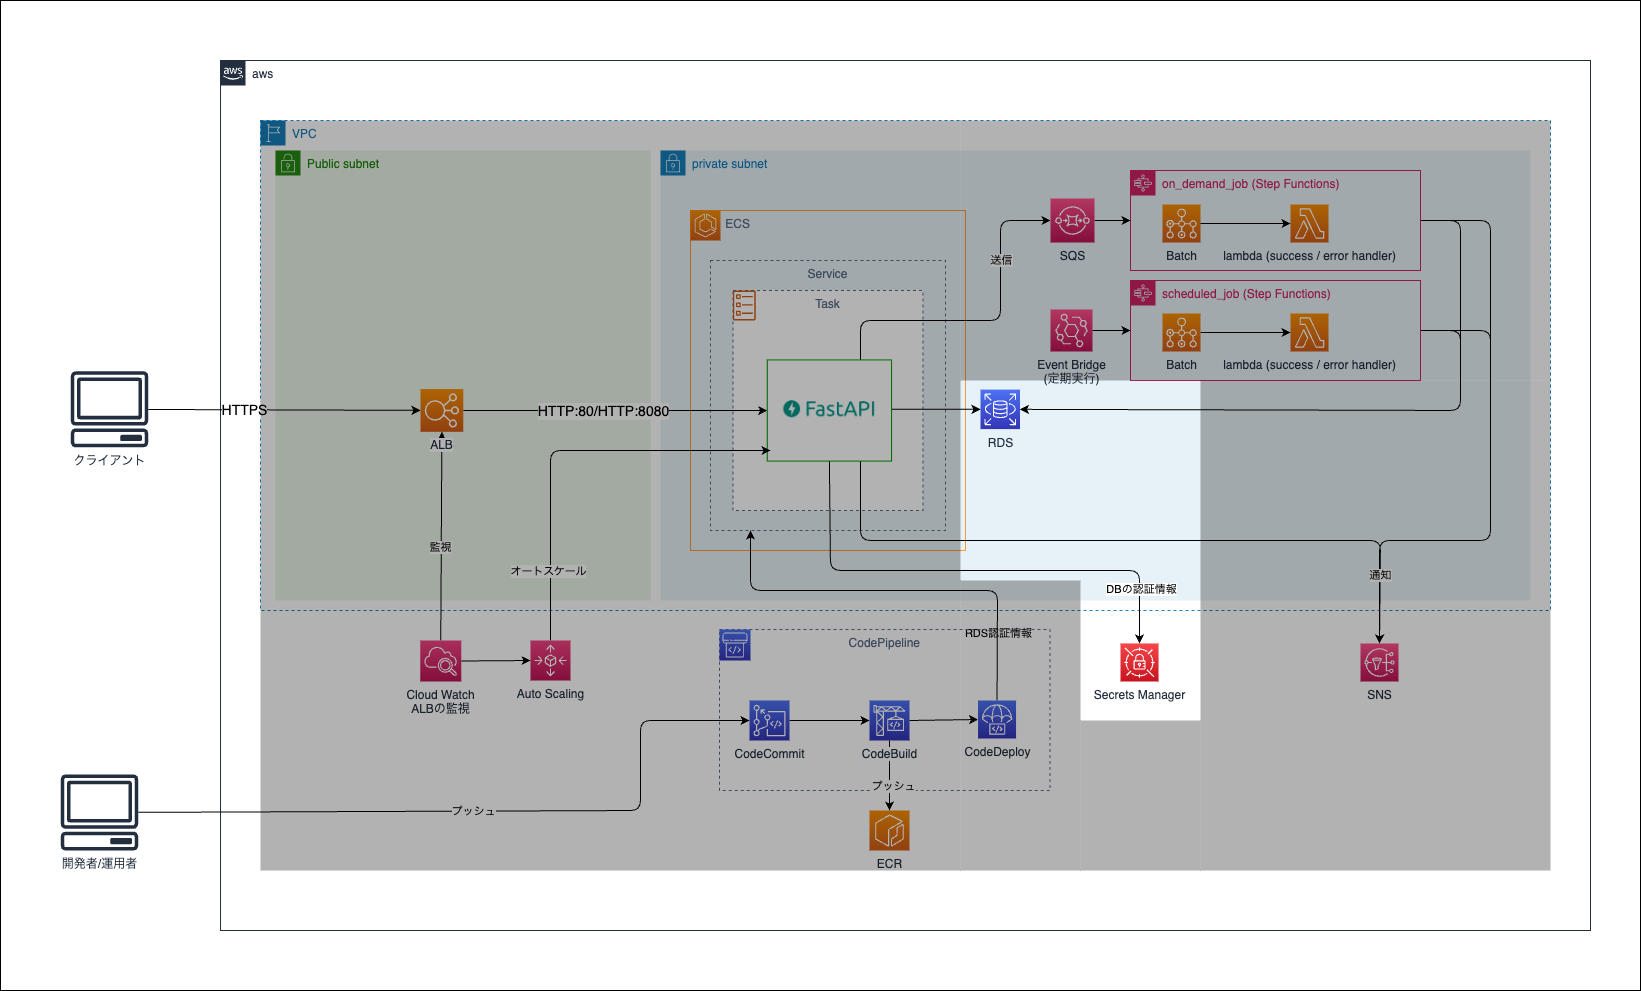 aws
aws
VPC
Public subnet
private subnet
ECS
Service
Task
FastAPI
送信
SQS
on_demand_job (Step Functions)
Batch
lambda (success / error handler)
scheduled_job (Step Functions)
Event Bridge
(定期実行)
Batch
lambda (success / error handler)
HTTPS
クライアント
ALB
HTTP:80/HTTP:8080
RDS
監視
オートスケール
DBの認証情報
通知
Cloud Watch
ALBの監視
Auto Scaling
CodePipeline
RDS認証情報
Secrets Manager
SNS
CodeCommit
CodeBuild
CodeDeploy
プッシュ
プッシュ
ECR
開発者/運用者